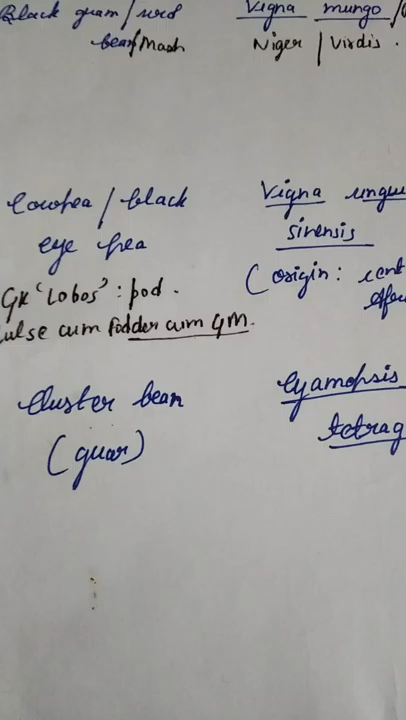 Black gram / urd Vigna mungo /
bean/Mash Niger / Viridis.
Cowpea / black Vigna ungu
eye pea sinensis
GK 'Lobos' : pod. (origin : cent
ulse cum fodder cum GM.
Cluster bean Cyamopsis
(guar) tetrag